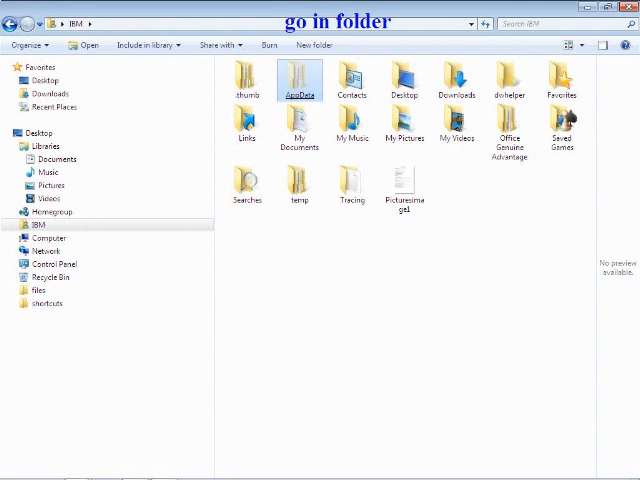 go in folder
IBM
Search IBM
Organize
Open
Include in library
Share with
Burn
New folder
Favorites
Desktop
Downloads
Recent Places
Desktop
Libraries
Documents
Music
Pictures
Videos
Homegroup
IBM
Computer
Network
Control Panel
Recycle Bin
files
shortcuts
.thumb
AppData
Contacts
Desktop
Downloads
dwhelper
Favorites
Links
My
Documents
My Music
My Pictures
My Videos
Office
Genuine
Advantage
Saved
Games
Searches
temp
Tracing
Picturesima
ge1
No preview
available.